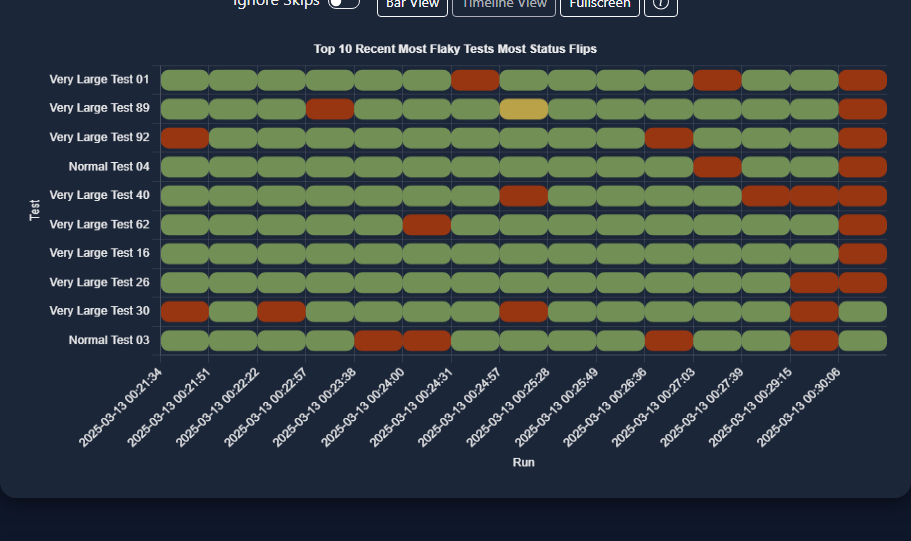 Ignore Skips
Bar View
Timeline View
Fullscreen
Top 10 Recent Most Flaky Tests Most Status Flips
Very Large Test 01
Very Large Test 89
Very Large Test 92
Normal Test 04
Very Large Test 40
Very Large Test 62
Very Large Test 16
Very Large Test 26
Very Large Test 30
Normal Test 03
Test
2025-03-13 00:21:34
2025-03-13 00:21:51
2025-03-13 00:22:22
2025-03-13 00:22:57
2025-03-13 00:23:38
2025-03-13 00:24:00
2025-03-13 00:24:31
2025-03-13 00:24:57
2025-03-13 00:25:28
2025-03-13 00:25:49
2025-03-13 00:26:36
2025-03-13 00:27:03
2025-03-13 00:27:39
2025-03-13 00:29:15
2025-03-13 00:30:06
Run